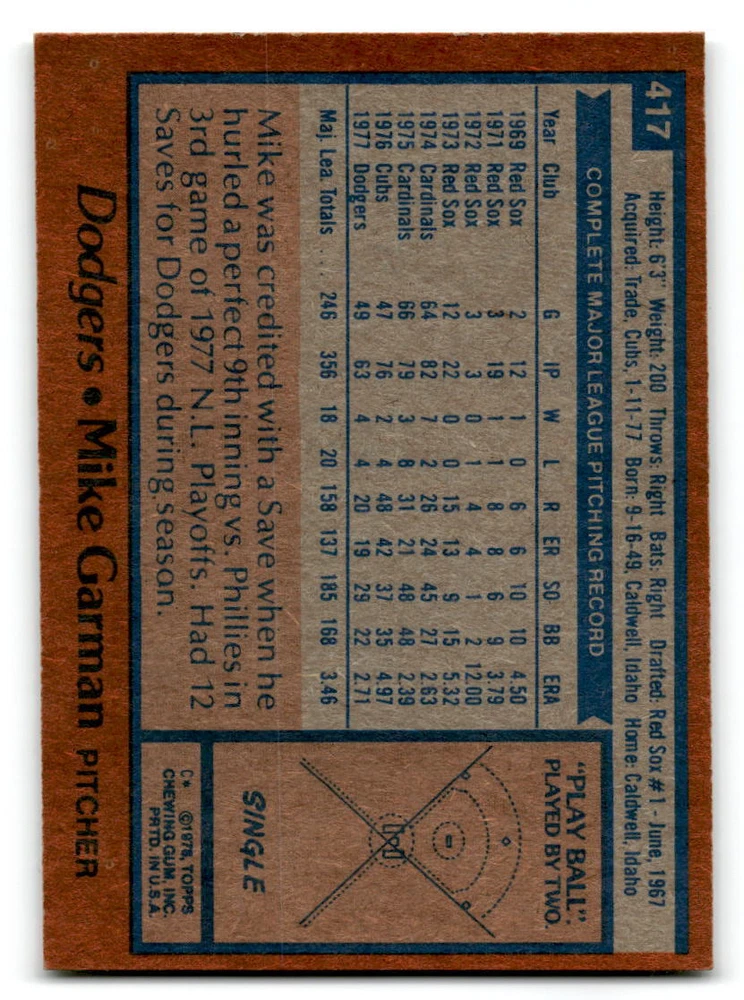 417
Height: 6'3" Weight: 200 Throws: Right Bats: Right Drafted: Red Sox #1 - June, 1967
Acquired: Trade, Cubs, 1-11-77 Born: 9-16-49, Caldwell, Idaho Home: Caldwell, Idaho
COMPLETE MAJOR LEAGUE PITCHING RECORD
Year Club G IP W L R ER SO BB ERA
1969 Red Sox 2 12 1 0 6 6 10 10 4.50
1971 Red Sox 3 19 1 1 8 8 6 9 3.79
1972 Red Sox 3 3 0 1 4 4 1 2 12.00
1973 Red Sox 12 22 0 0 15 13 9 15 5.32
1974 Cardinals 64 82 7 2 26 24 45 27 2.63
1975 Cardinals 66 79 3 8 31 21 48 48 2.39
1976 Cubs 47 76 2 4 48 42 37 35 4.97
1977 Dodgers 49 63 4 4 20 19 29 22 2.71
Maj. Lea. Totals .... 246 356 18 20 158 137 185 168 3.46
Mike was credited with a Save when he
hurled a perfect 9th inning vs. Phillies in
3rd game of 1977 N.L. Playoffs. Had 12
Saves for Dodgers during season.
"PLAY BALL".
PLAYED BY TWO.
SINGLE
C* ©1978, TOPPS
CHEWING GUM, INC.
PRTD. IN U.S.A.
Dodgers • Mike Garman PITCHER